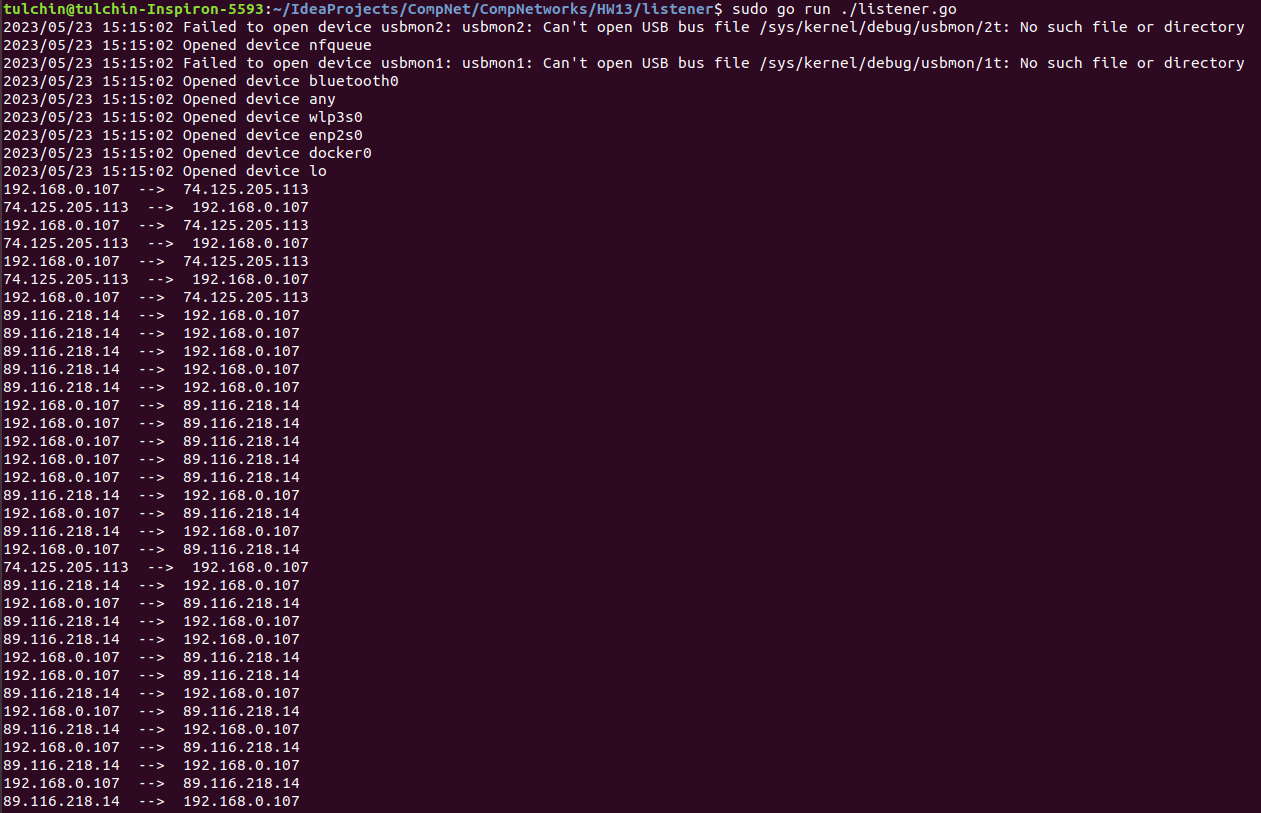 tulchin@tulchin-Inspiron-5593:~/IdeaProjects/CompNet/CompNetworks/HW13/listener$ sudo go run ./listener.go
2023/05/23 15:15:02 Failed to open device usbmon2: usbmon2: Can't open USB bus file /sys/kernel/debug/usbmon/2t: No such file or directory
2023/05/23 15:15:02 Opened device nfqueue
2023/05/23 15:15:02 Failed to open device usbmon1: usbmon1: Can't open USB bus file /sys/kernel/debug/usbmon/1t: No such file or directory
2023/05/23 15:15:02 Opened device bluetooth0
2023/05/23 15:15:02 Opened device any
2023/05/23 15:15:02 Opened device wlp3s0
2023/05/23 15:15:02 Opened device enp2s0
2023/05/23 15:15:02 Opened device docker0
2023/05/23 15:15:02 Opened device lo
192.168.0.107  -->  74.125.205.113
74.125.205.113  -->  192.168.0.107
192.168.0.107  -->  74.125.205.113
74.125.205.113  -->  192.168.0.107
192.168.0.107  -->  74.125.205.113
74.125.205.113  -->  192.168.0.107
192.168.0.107  -->  74.125.205.113
89.116.218.14  -->  192.168.0.107
89.116.218.14  -->  192.168.0.107
89.116.218.14  -->  192.168.0.107
89.116.218.14  -->  192.168.0.107
89.116.218.14  -->  192.168.0.107
192.168.0.107  -->  89.116.218.14
192.168.0.107  -->  89.116.218.14
192.168.0.107  -->  89.116.218.14
192.168.0.107  -->  89.116.218.14
192.168.0.107  -->  89.116.218.14
89.116.218.14  -->  192.168.0.107
192.168.0.107  -->  89.116.218.14
89.116.218.14  -->  192.168.0.107
192.168.0.107  -->  89.116.218.14
74.125.205.113  -->  192.168.0.107
89.116.218.14  -->  192.168.0.107
192.168.0.107  -->  89.116.218.14
89.116.218.14  -->  192.168.0.107
89.116.218.14  -->  192.168.0.107
192.168.0.107  -->  89.116.218.14
192.168.0.107  -->  89.116.218.14
89.116.218.14  -->  192.168.0.107
192.168.0.107  -->  89.116.218.14
89.116.218.14  -->  192.168.0.107
192.168.0.107  -->  89.116.218.14
89.116.218.14  -->  192.168.0.107
192.168.0.107  -->  89.116.218.14
89.116.218.14  -->  192.168.0.107